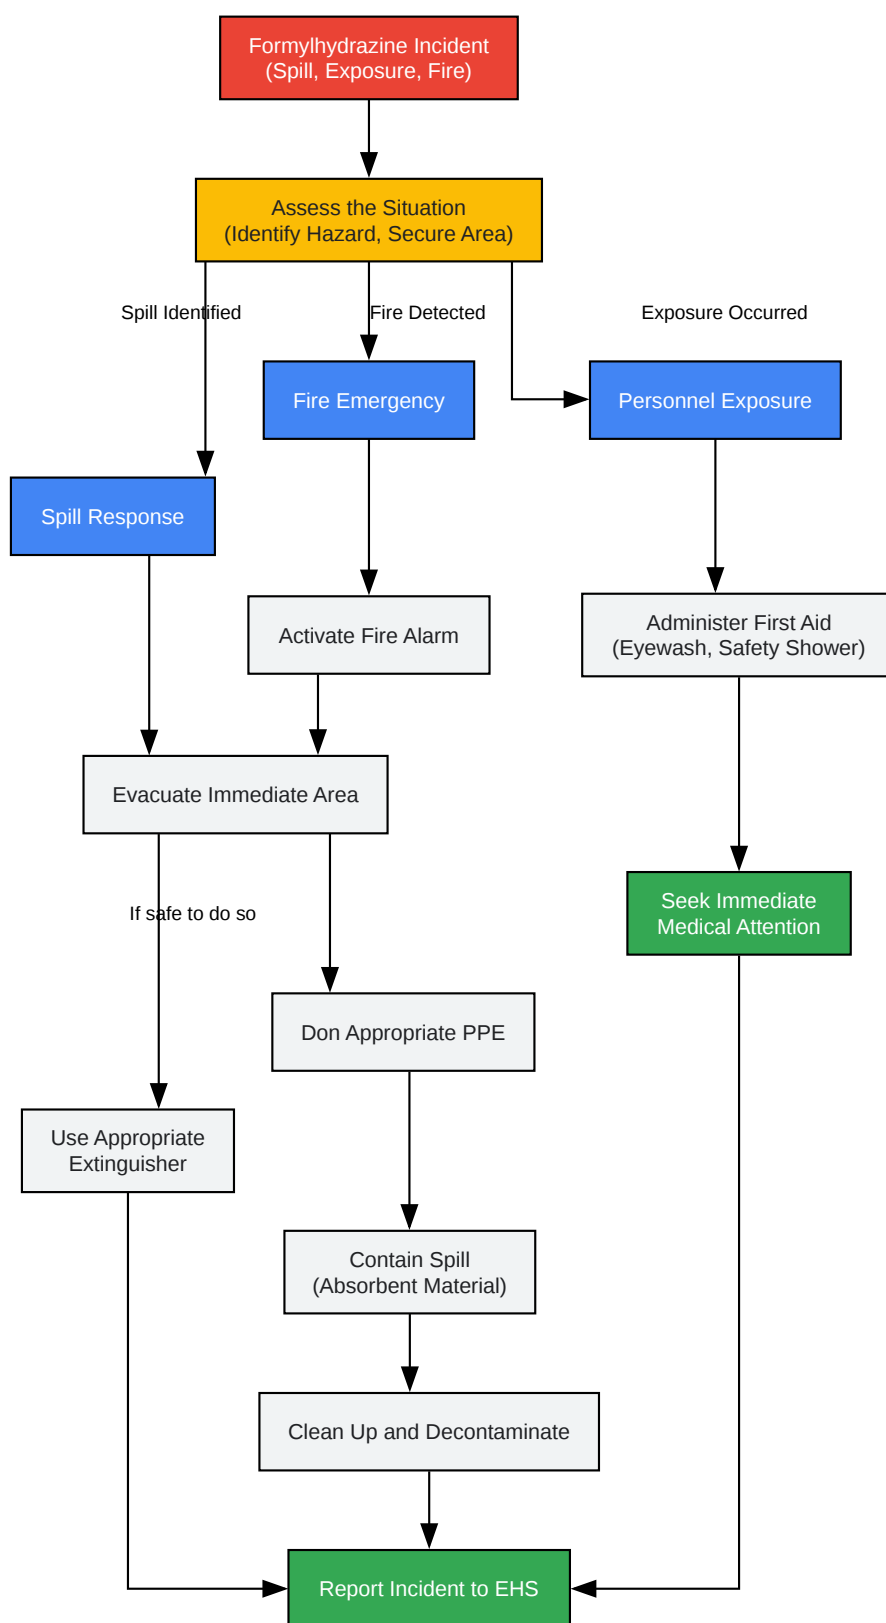 Formylhydrazine Incident
(Spill, Exposure, Fire)
Assess the Situation
(Identify Hazard, Secure Area)
Spill Identified
Fire Detected
Exposure Occurred
Fire Emergency
Personnel Exposure
Spill Response
Activate Fire Alarm
Administer First Aid
(Eyewash, Safety Shower)
Evacuate Immediate Area
Seek Immediate
Medical Attention
If safe to do so
Don Appropriate PPE
Use Appropriate
Extinguisher
Contain Spill
(Absorbent Material)
Clean Up and Decontaminate
Report Incident to EHS